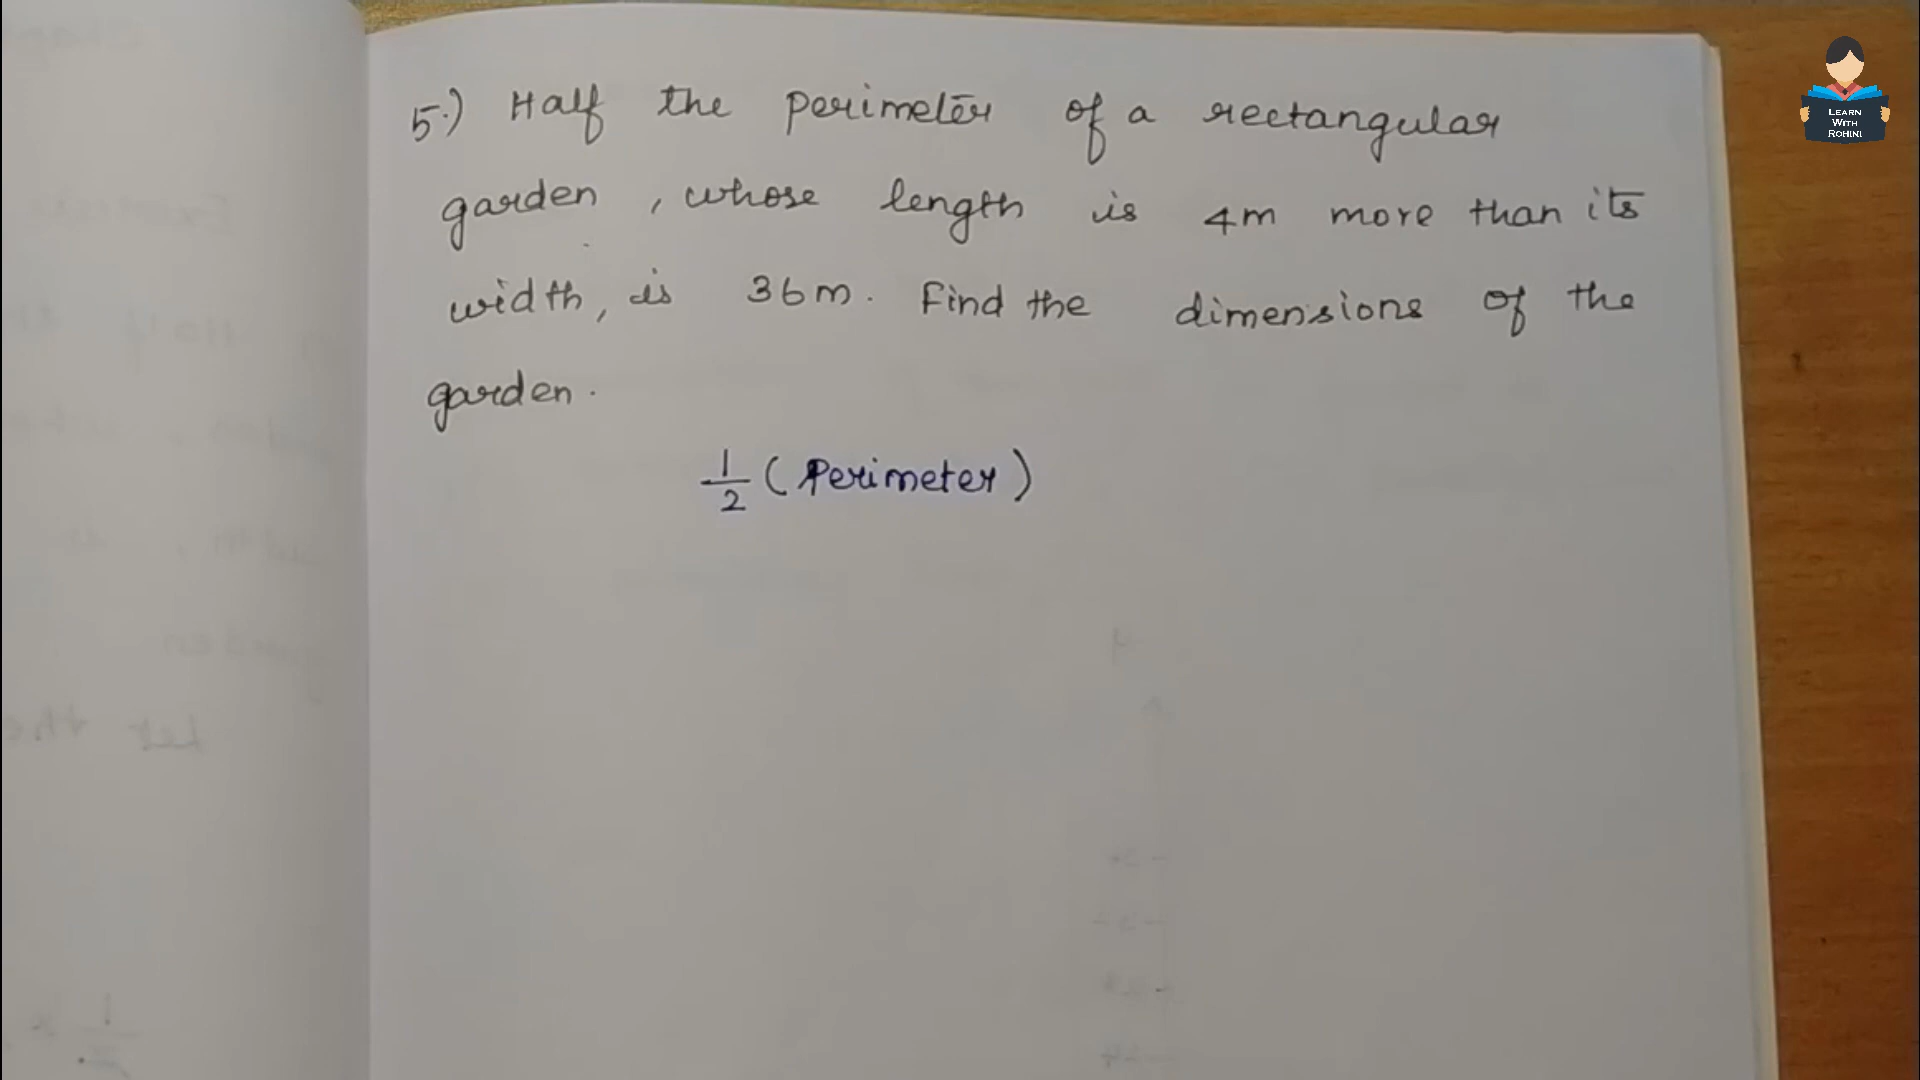 5.) Half the perimeter of a rectangular
garden, whose length is 4m more than its
width, is 36m. Find the dimensions of the
garden.
1/2 (Perimeter)
LEARN
WITH
ROHINI